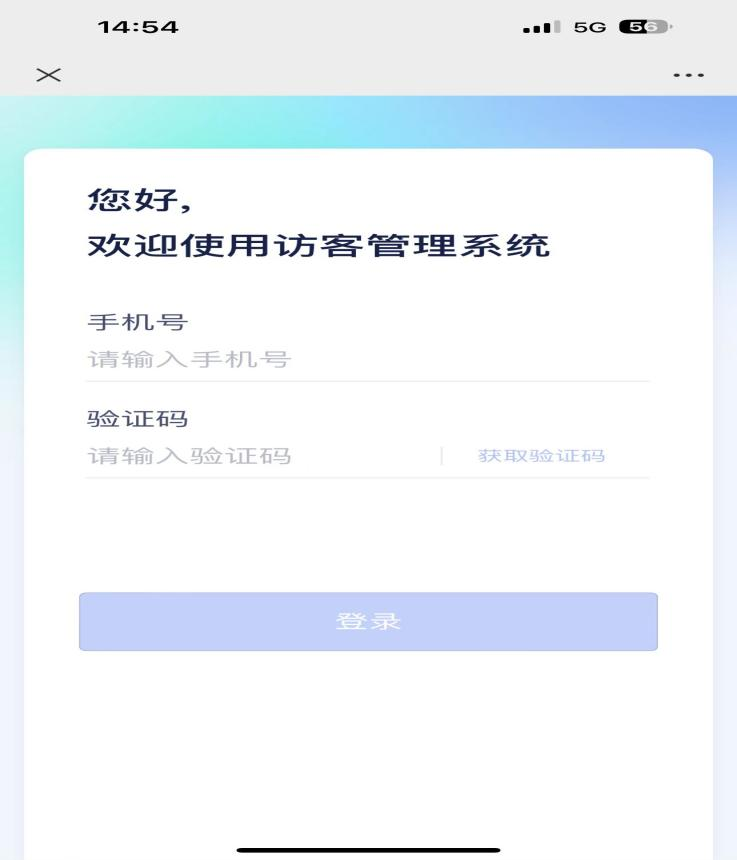 14:54 5G 56
您好,
欢迎使用访客管理系统
手机号
请输入手机号
验证码
请输入验证码 获取验证码
登录